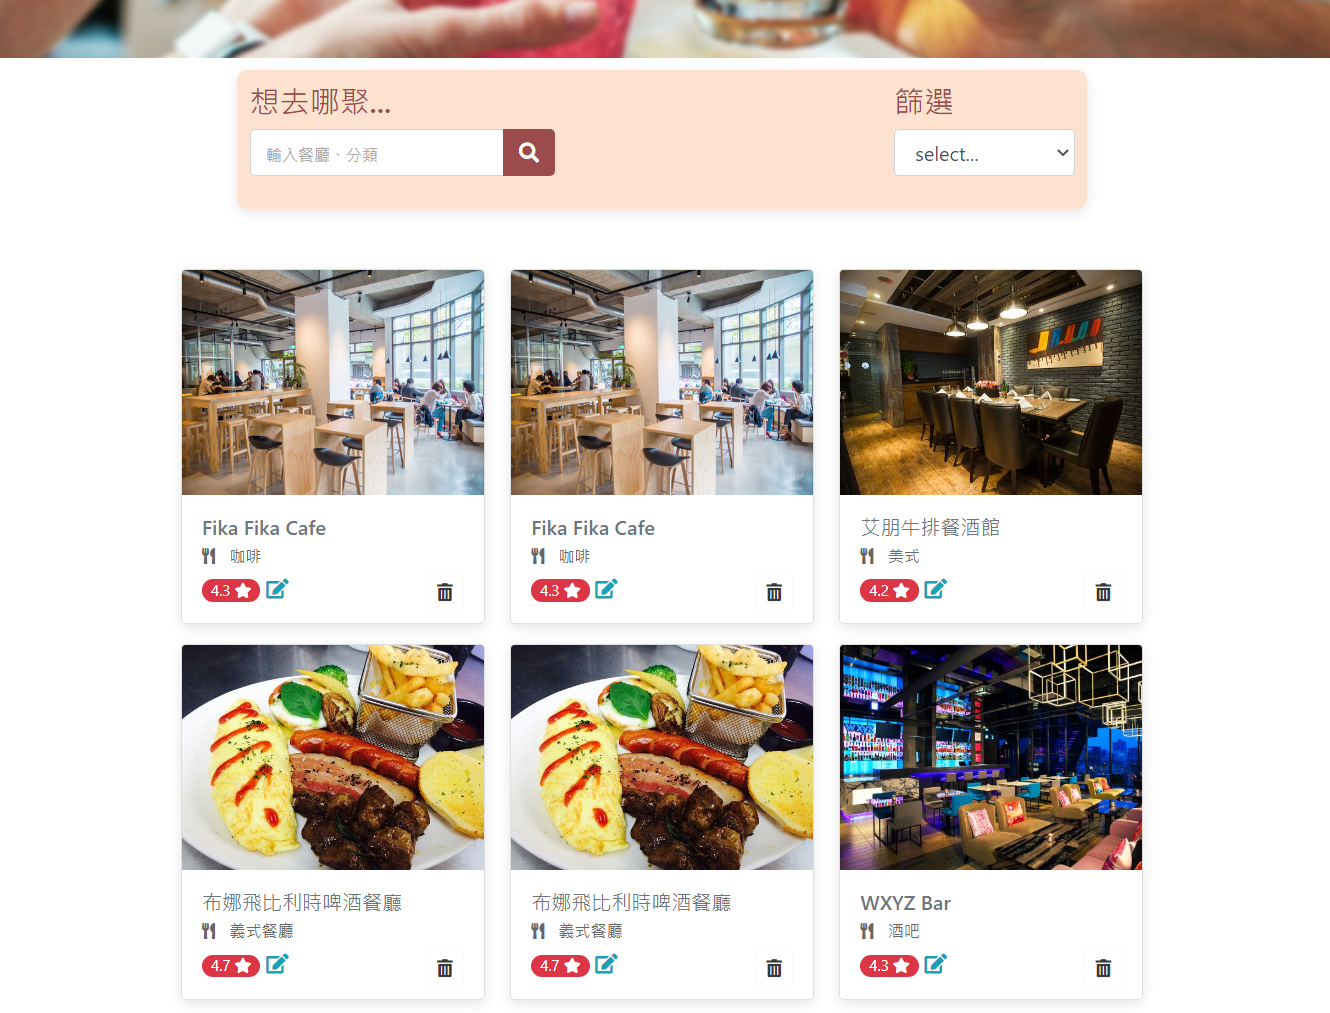 想去哪聚...
篩選
輸入餐廳、分類
select...
Fika Fika Cafe
咖啡
4.3
Fika Fika Cafe
咖啡
4.3
艾朋牛排餐酒館
美式
4.2
布娜飛比利時啤酒餐廳
義式餐廳
4.7
布娜飛比利時啤酒餐廳
義式餐廳
4.7
WXYZ Bar
酒吧
4.3